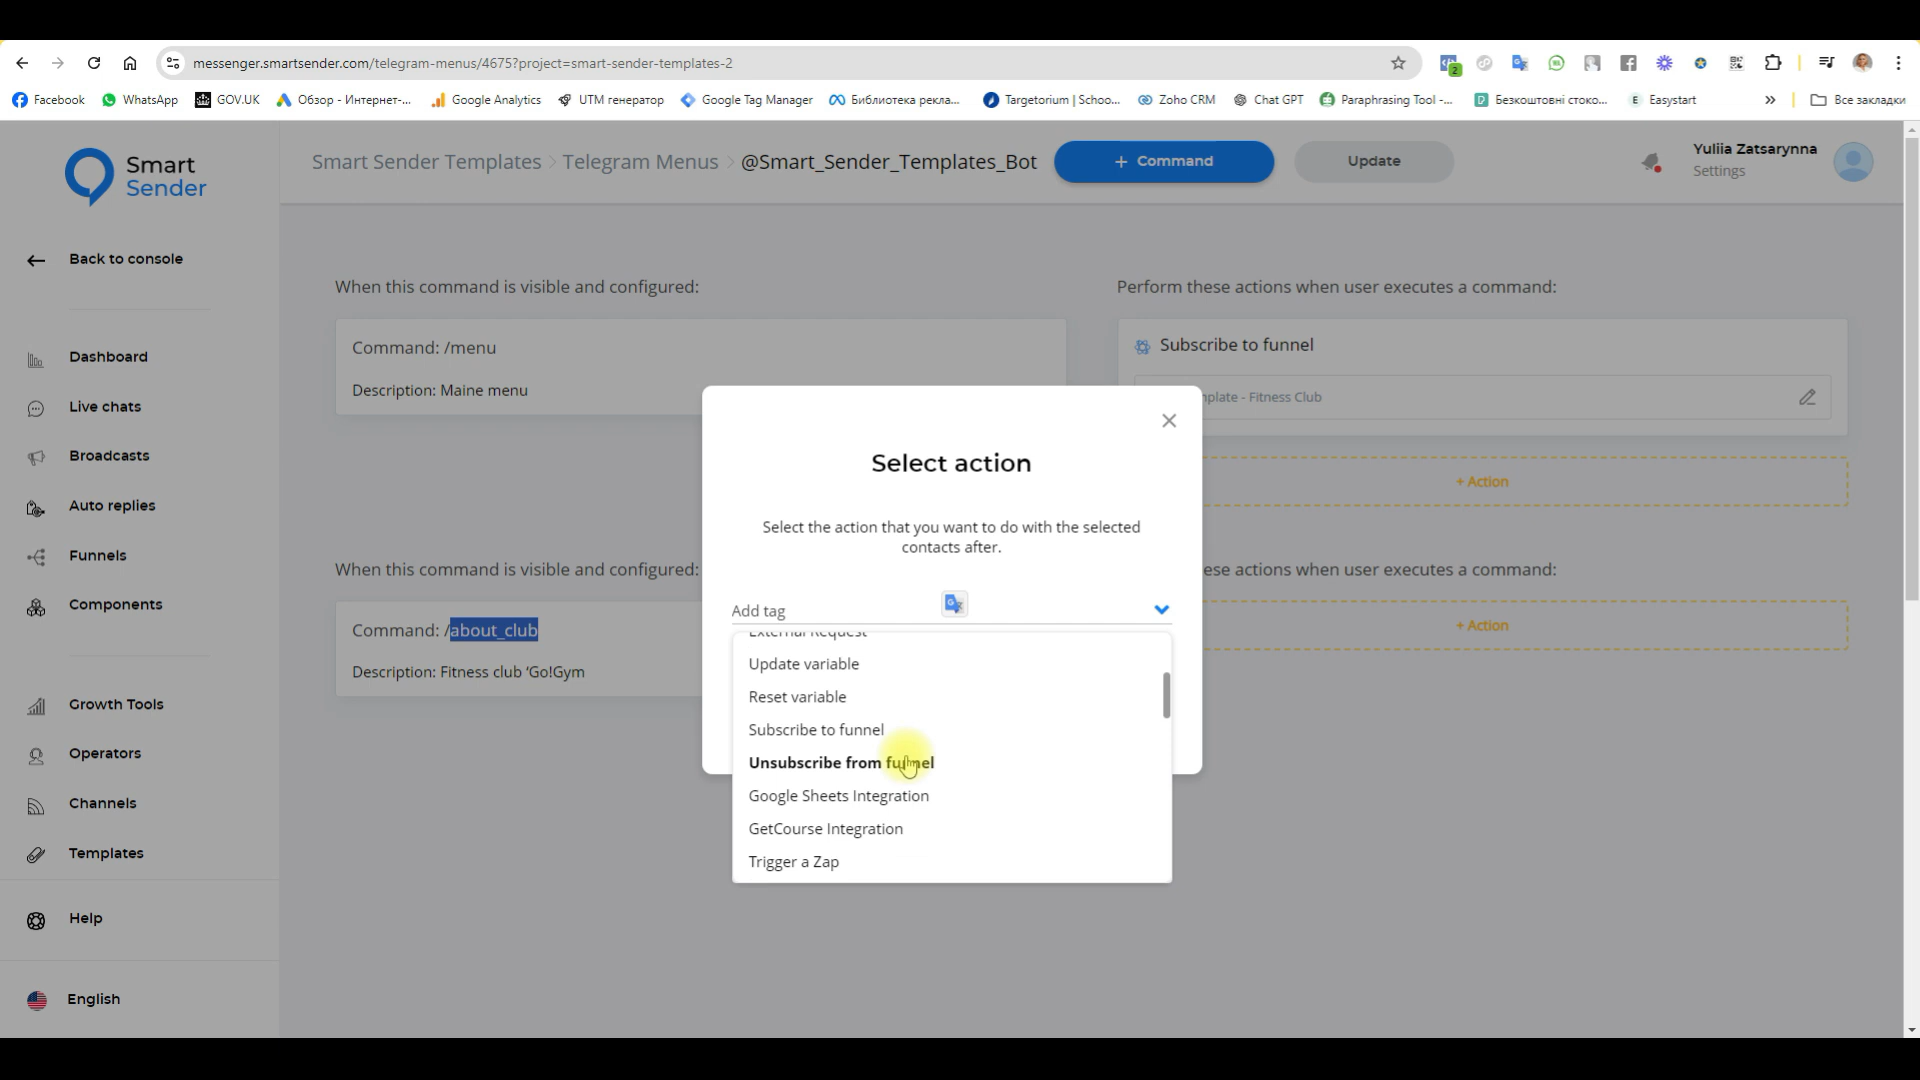 messenger.smartsender.com/telegram-menus/4675?project=smart-sender-templates-2
2
Facebook
WhatsApp
GOV.UK
Обзор - Интернет-...
Google Analytics
UTM генератор
Google Tag Manager
Библиотека рекла...
Targetorium | Schoo...
Zoho CRM
Chat GPT
Paraphrasing Tool -...
Безкоштовні стоко...
E Easystart
»
Все закладки
Smart
Sender
Smart Sender Templates > Telegram Menus > @Smart_Sender_Templates_Bot
+ Command
Update
Yuliia Zatsarynna
Settings
Back to console
Dashboard
Live chats
Broadcasts
Auto replies
Funnels
Components
Growth Tools
Operators
Channels
Templates
Help
English
When this command is visible and configured:
Perform these actions when user executes a command:
Command: /menu
Description: Maine menu
Subscribe to funnel
mplate - Fitness Club
+ Action
When this command is visible and configured:
ese actions when user executes a command:
Command: /about_club
Description: Fitness club ‘Go!Gym
+ Action
Select action
Select the action that you want to do with the selected
contacts after.
Add tag
External Request
Update variable
Reset variable
Subscribe to funnel
Unsubscribe from funnel
Google Sheets Integration
GetCourse Integration
Trigger a Zap